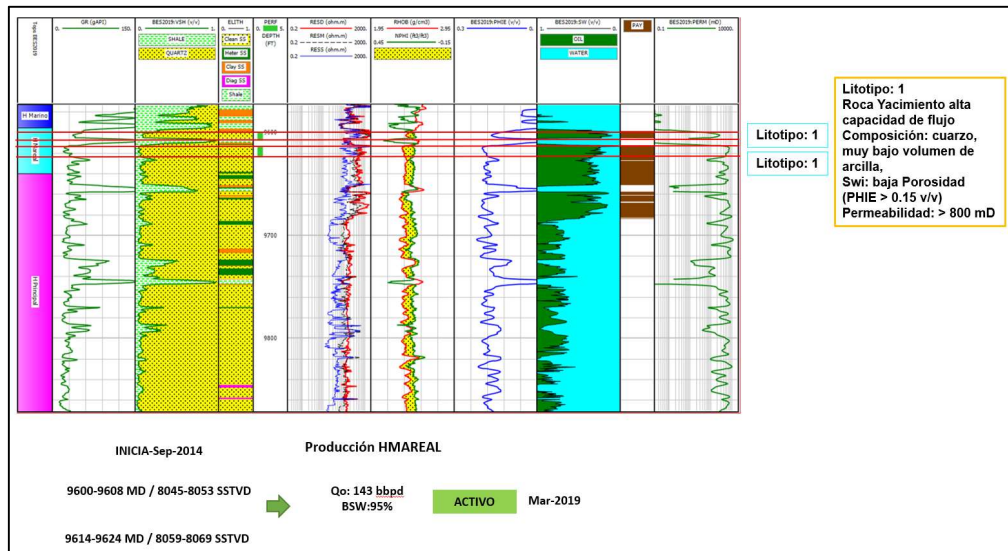 Tops BES2019
GR (gAPI)
0. 150.
BES2019:VSH (v/v)
0. 1.
SHALE
QUARTZ
ELITH
0. 1.
Clean SS
Heter SS
Clay SS
Diag SS
Shale
PERF
0. 5.
DEPTH
(FT)
RESD (ohm.m)
0.2 2000.
RESM (ohm.m)
0.2 2000.
RESS (ohm.m)
0.2 2000.
RHOB (g/cm3)
1.95 2.95
NPHI (ft3/ft3)
0.45 -0.15
BES2019:PHIE (v/v)
0.3 0.
BES2019:SW (v/v)
1. 0.
OIL
WATER
PAY
BES2019:PERM (mD)
0.1 10000.
H Marino
H Mareal
H Principal
9600
9700
9800
Litotipo: 1
Litotipo: 1
Litotipo: 1
Roca Yacimiento alta
capacidad de flujo
Composición: cuarzo,
muy bajo volumen de
arcilla,
Swi: baja Porosidad
(PHIE > 0.15 v/v)
Permeabilidad: > 800 mD
INICIA-Sep-2014
Producción HMAREAL
9600-9608 MD / 8045-8053 SSTVD
Qo: 143 bbpd
BSW:95%
ACTIVO
Mar-2019
9614-9624 MD / 8059-8069 SSTVD